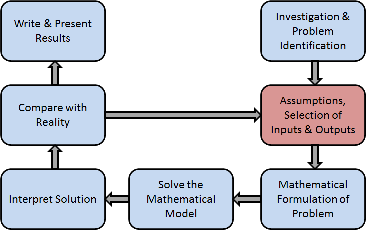 Write & Present
Results
Investigation &
Problem
Identification
Compare with
Reality
Assumptions,
Selection of
Inputs & Outputs
Interpret Solution
Solve the
Mathematical
Model
Mathematical
Formulation of
Problem